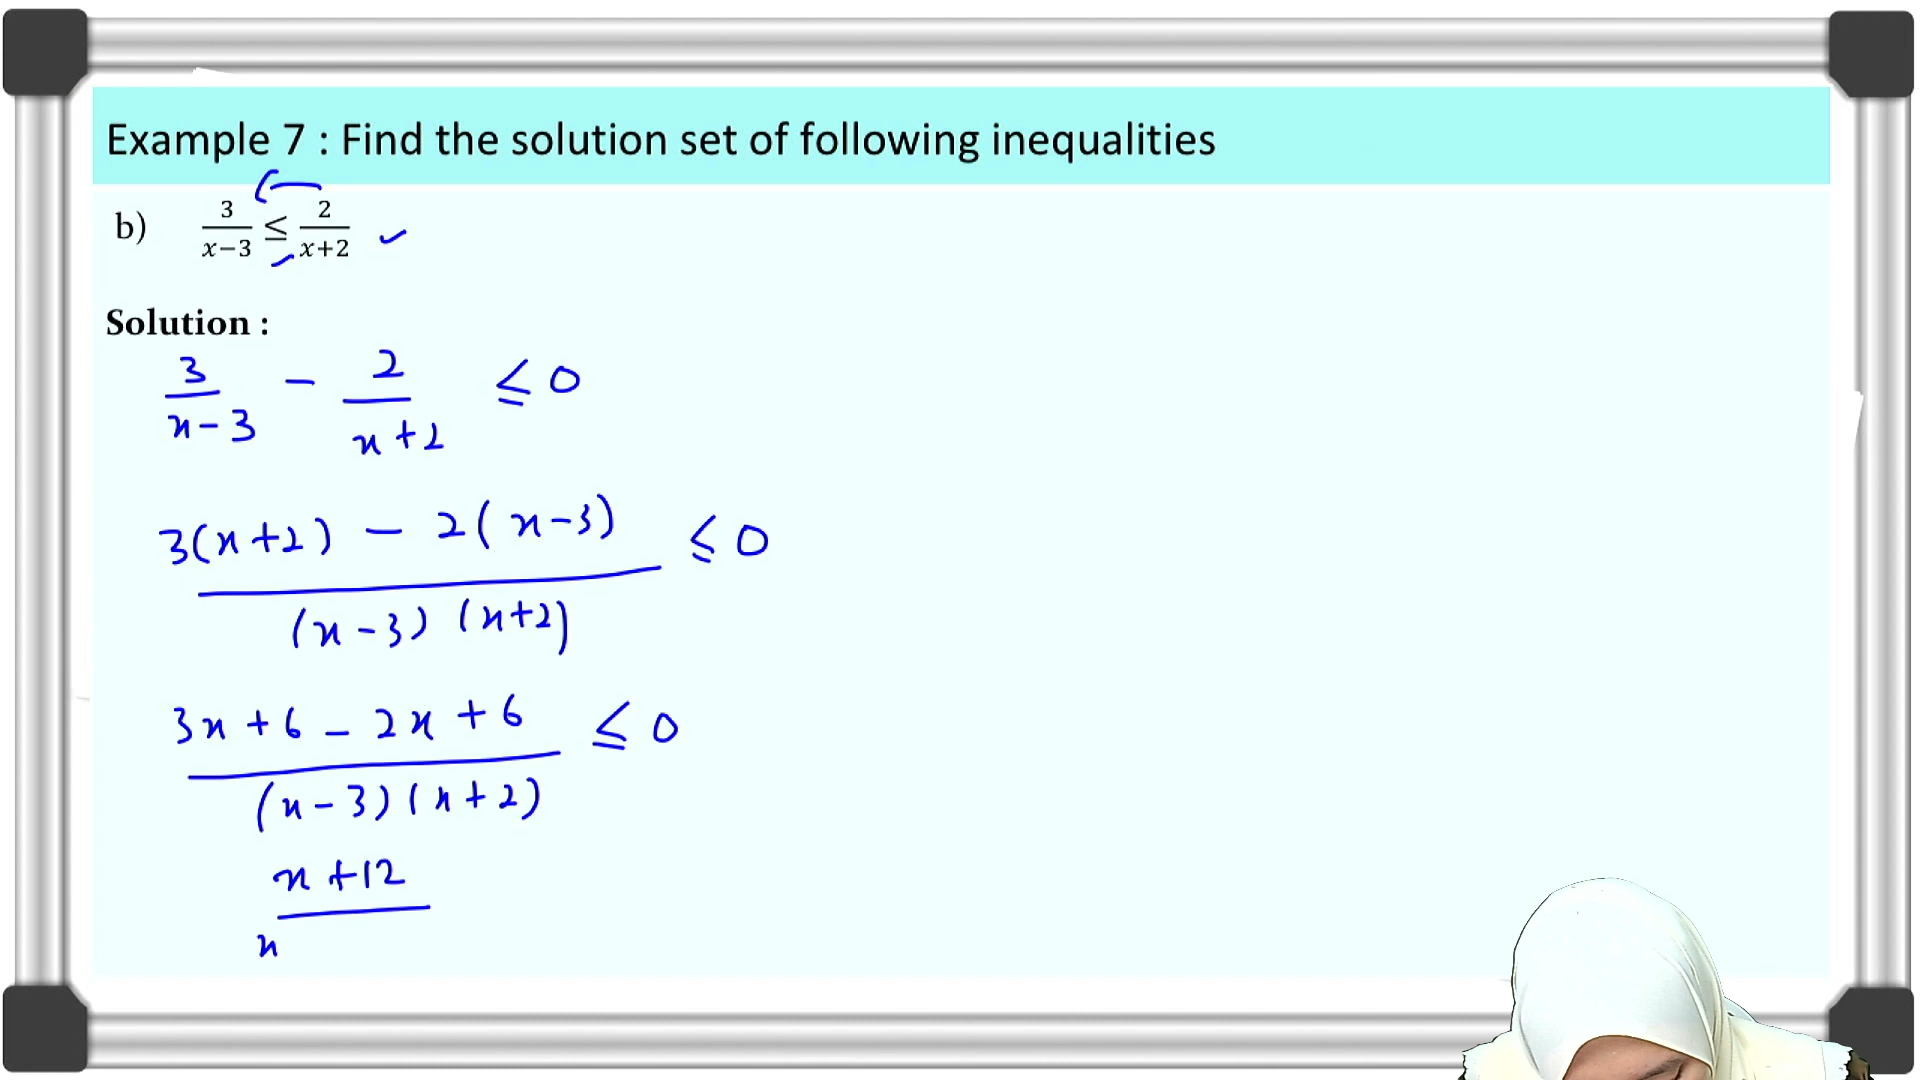 Example 7 : Find the solution set of following inequalities
b) 3/(x−3) ≤ 2/(x+2)
Solution :
3/(x-3) - 2/(x+2) ≤ 0
(3(x+2) - 2(x-3))/((x-3)(x+2)) ≤ 0
(3x+6-2x+6)/((x-3)(x+2)) ≤ 0
x+12
x